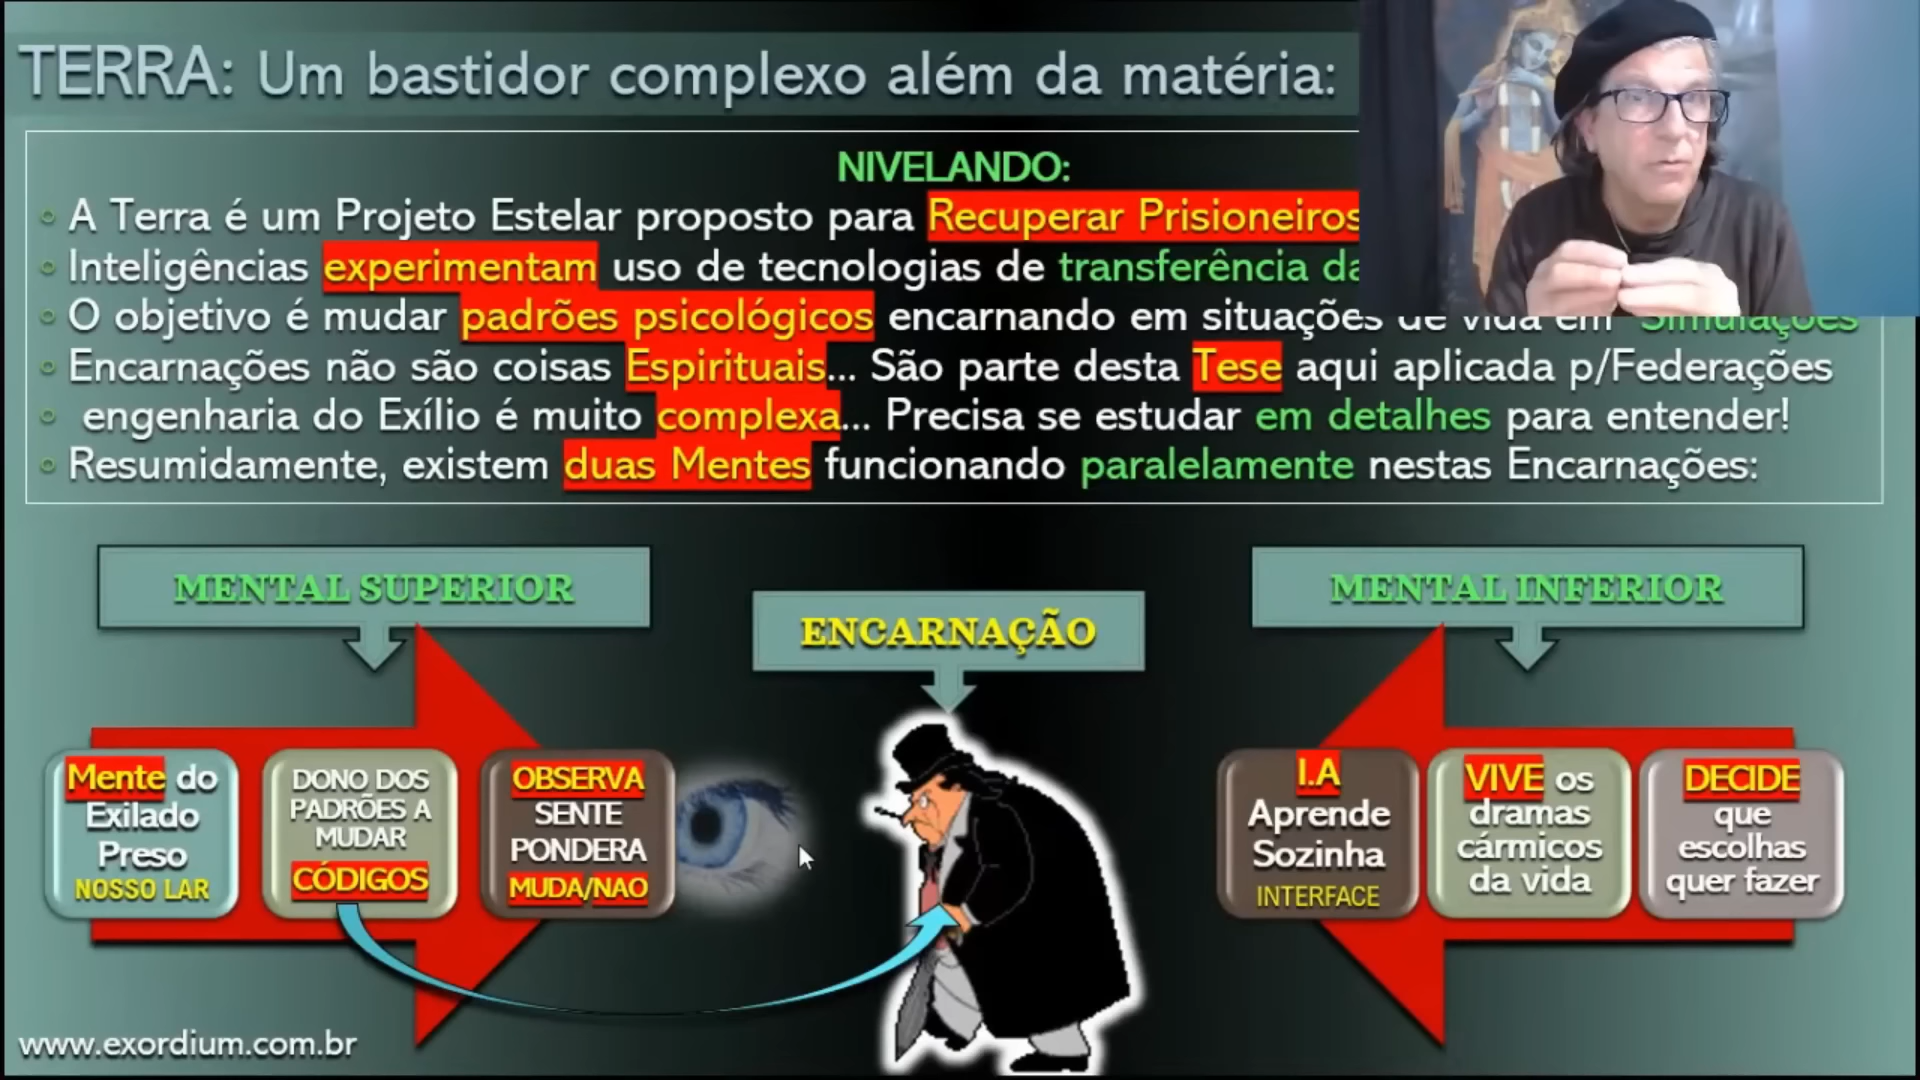 TERRA: Um bastidor complexo além da matéria:
NIVELANDO:
A Terra é um Projeto Estelar proposto para Recuperar Prisioneiros
Inteligências experimentam uso de tecnologias de transferência da
O objetivo é mudar padrões psicológicos encarnando em situações de vida em "Simulações
Encarnações não são coisas Espirituais... São parte desta Tese aqui aplicada p/Federações
engenharia do Exílio é muito complexa... Precisa se estudar em detalhes para entender!
Resumidamente, existem duas Mentes funcionando paralelamente nestas Encarnações:
MENTAL SUPERIOR
ENCARNAÇÃO
MENTAL INFERIOR
Mente do
Exilado
Preso
NOSSO LAR
DONO DOS
PADRÕES A
MUDAR
CÓDIGOS
OBSERVA
SENTE
PONDERA
MUDA/NAO
I.A
Aprende
Sozinha
INTERFACE
VIVE os
dramas
cármicos
da vida
DECIDE
que
escolhas
quer fazer
www.exordium.com.br